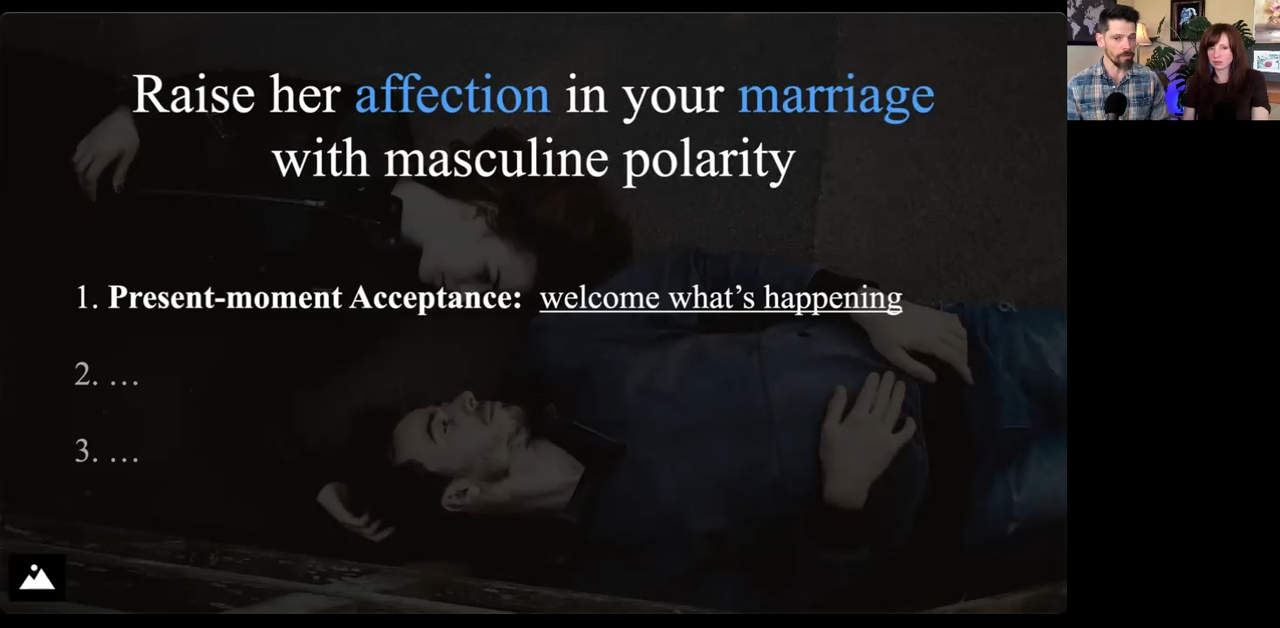 Raise her affection in your marriage
with masculine polarity
1. Present-moment Acceptance: welcome what’s happening
2. …
3. …